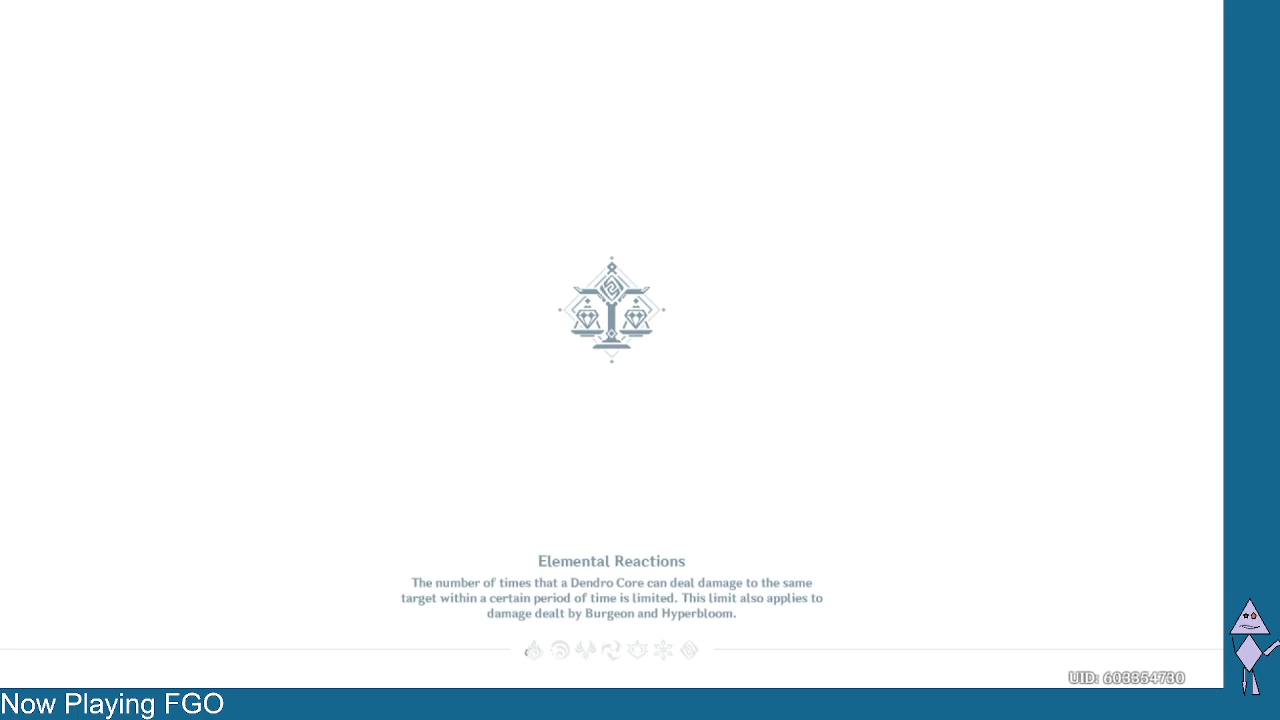 Elemental Reactions
The number of times that a Dendro Core can deal damage to the same
target within a certain period of time is limited. This limit also applies to
damage dealt by Burgeon and Hyperbloom.
UID: 603354730
Now Playing FGO